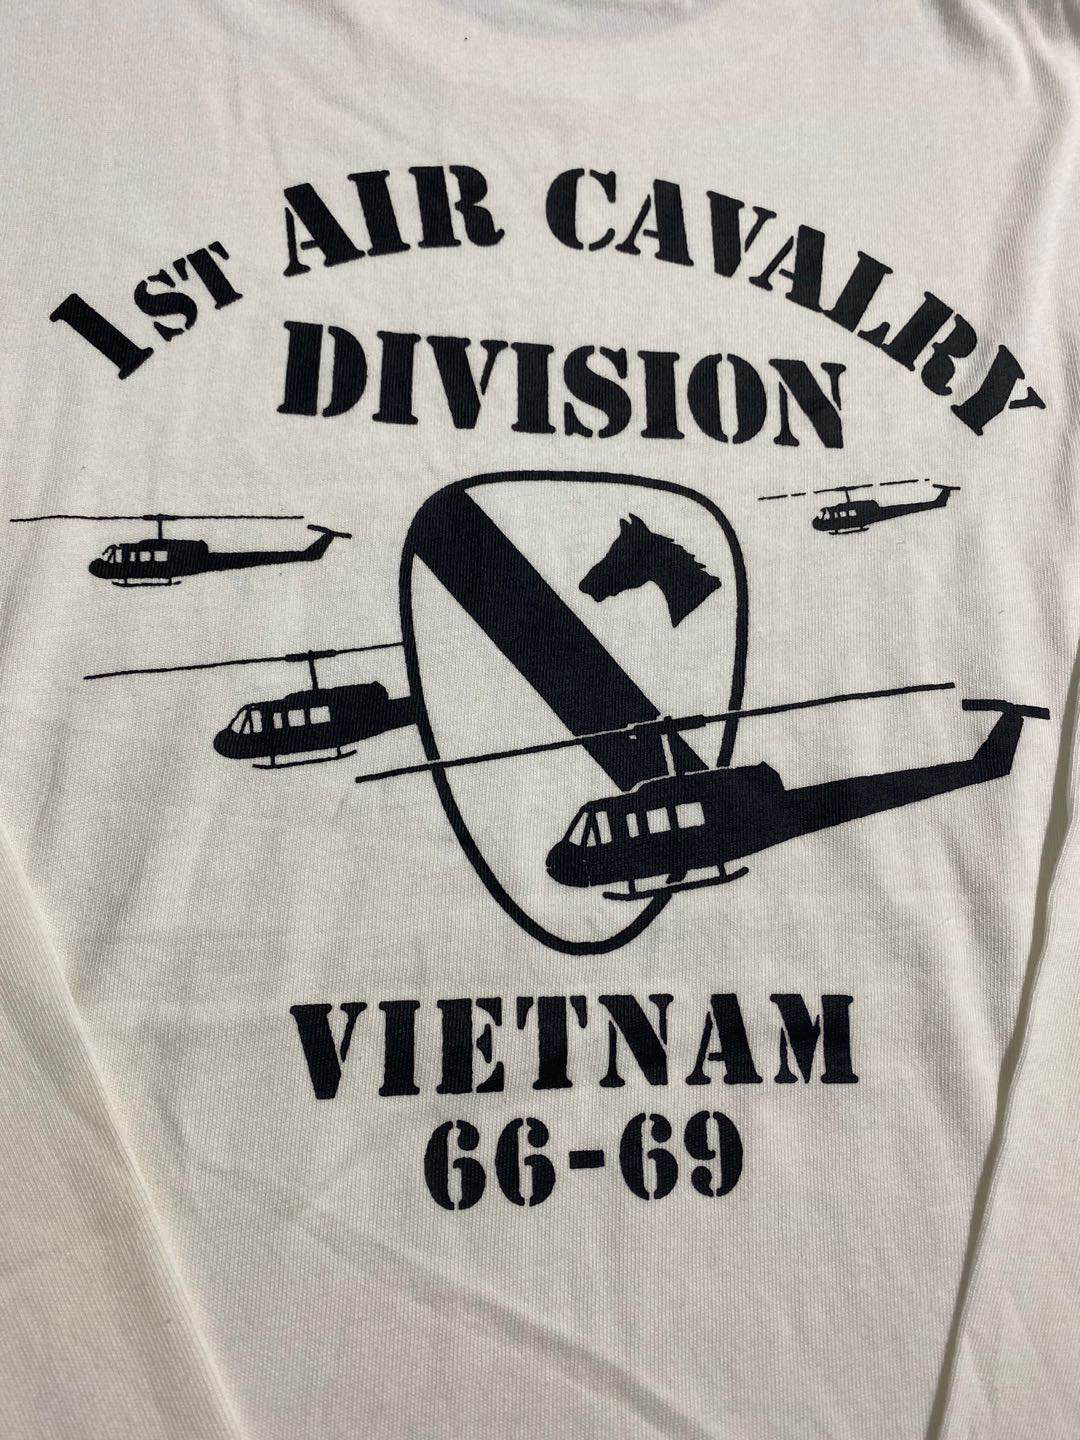 1ST AIR CAVALRY
DIVISION
VIETNAM
66-69